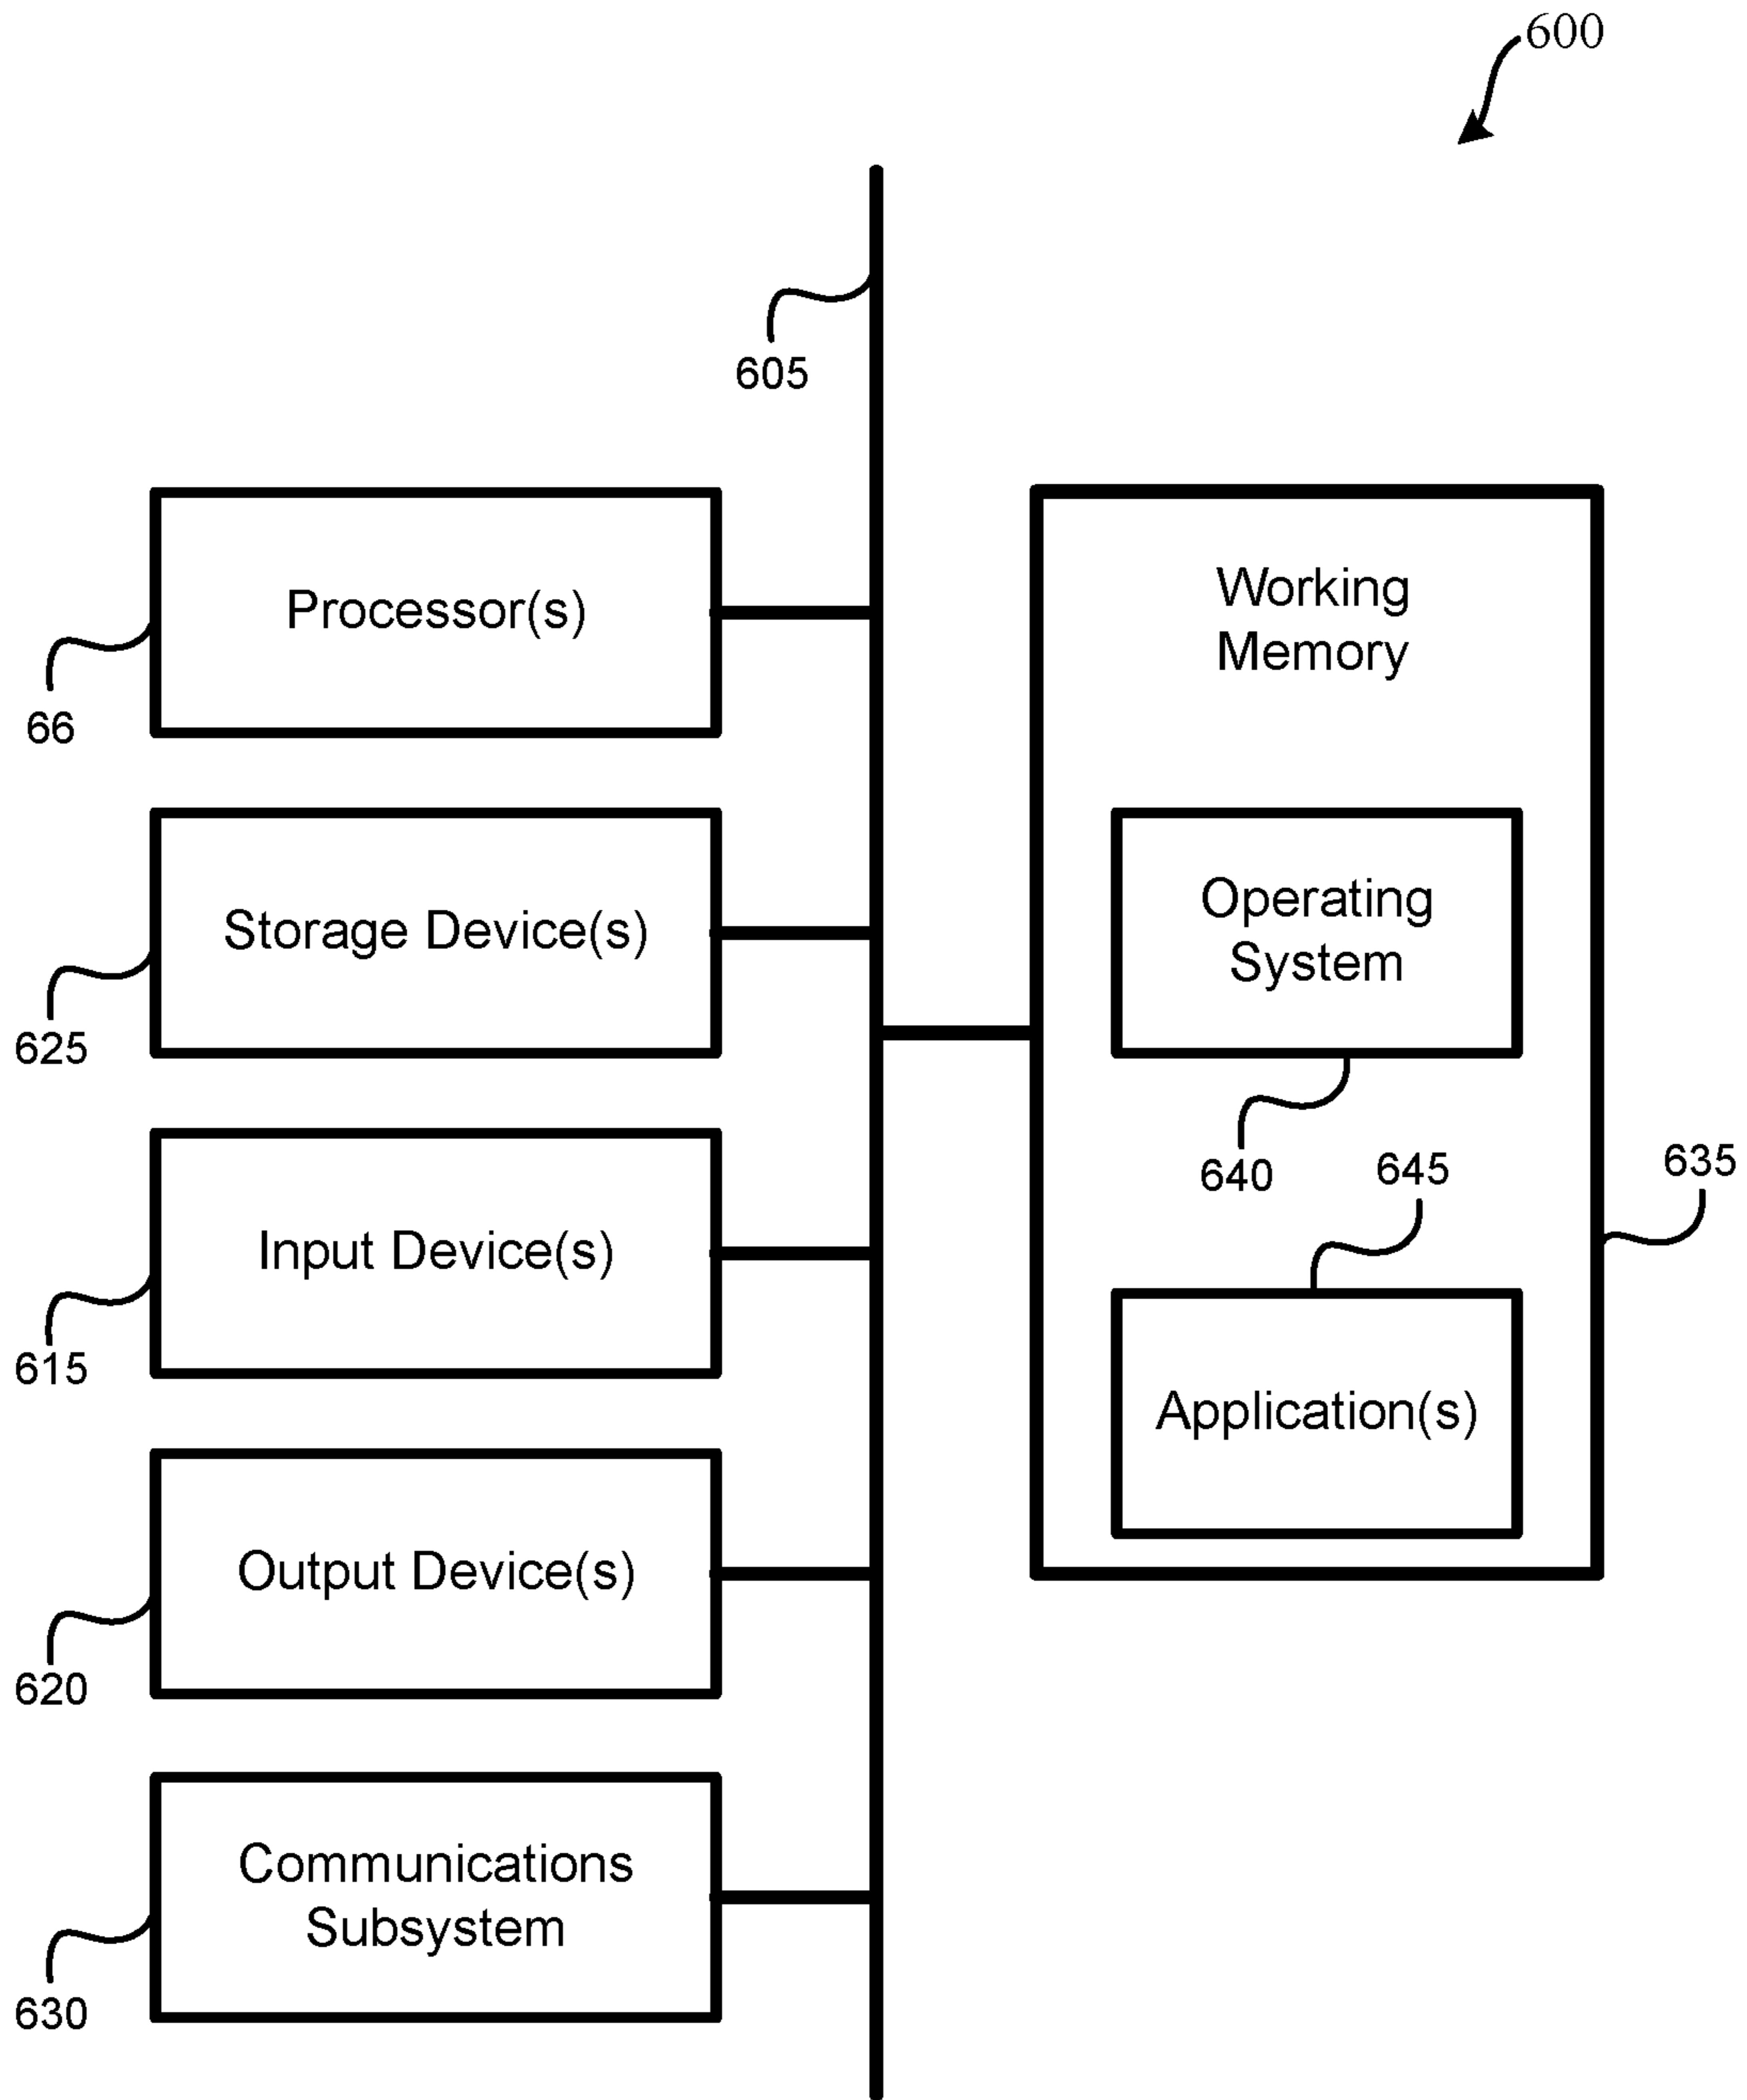 600
605
Processor(s)
66
Storage Device(s)
625
Input Device(s)
615
Output Device(s)
620
Communications
Subsystem
630
Working
Memory
Operating
System
640
645
635
Application(s)